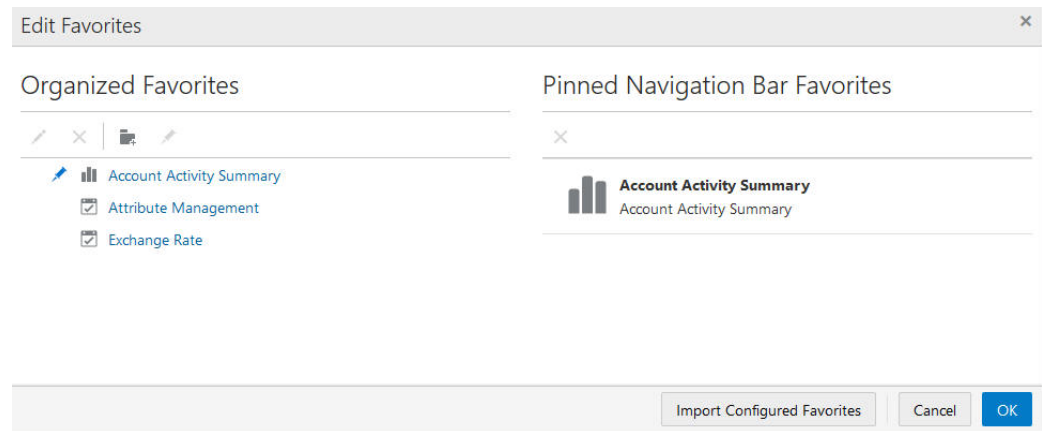 Edit Favorites
Organized Favorites
Account Activity Summary
Attribute Management
Exchange Rate
Pinned Navigation Bar Favorites
Account Activity Summary
Account Activity Summary
Import Configured Favorites
Cancel
OK